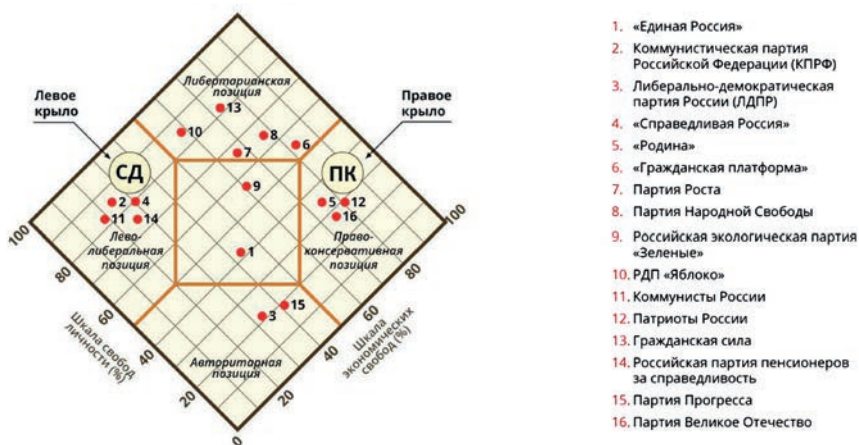 Либертарианская
позиция
Левое
крыло
Правое
крыло
13
10
8
7
6
СД
ПК
9
2
4
11
14
5
12
16
Лево-
либеральная
позиция
Право-
консервативная
позиция
1
15
3
Авторитарная
позиция
100
80
60
40
20
0
20
40
60
80
100
Шкала свобод
личности (%)
Шкала
экономических
свобод (%)
1. «Единая Россия»
2. Коммунистическая партия
Российской Федерации (КПРФ)
3. Либерально-демократическая
партия России (ЛДПР)
4. «Справедливая Россия»
5. «Родина»
6. «Гражданская платформа»
7. Партия Роста
8. Партия Народной Свободы
9. Российская экологическая партия
«Зеленые»
10. РДП «Яблоко»
11. Коммунисты России
12. Патриоты России
13. Гражданская сила
14. Российская партия пенсионеров
за справедливость
15. Партия Прогресса
16. Партия Великое Отечество